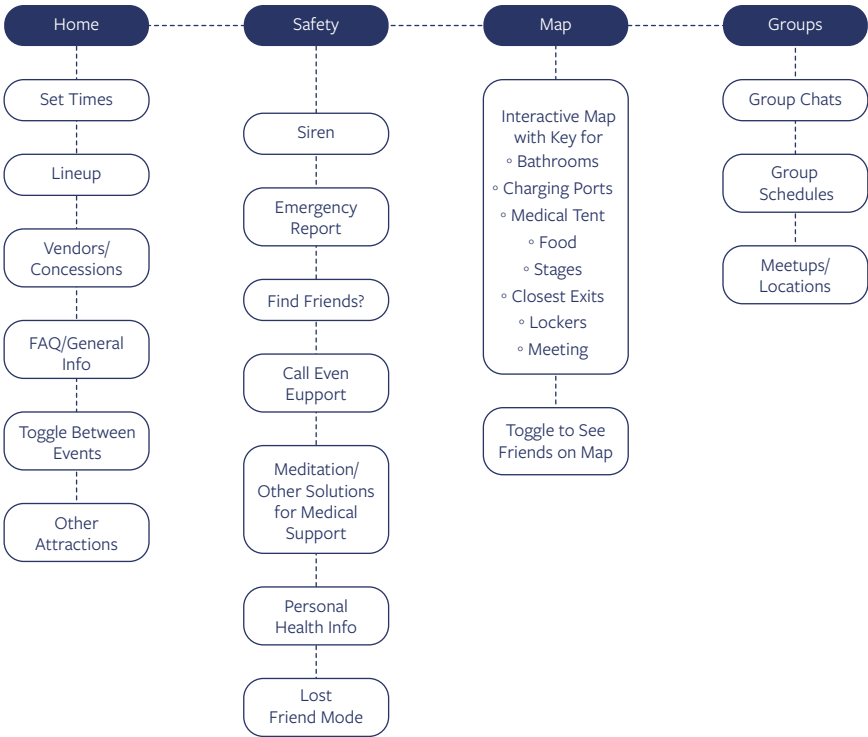 Home
Set Times
Lineup
Vendors/
Concessions
FAQ/General
Info
Toggle Between
Events
Other
Attractions
Safety
Siren
Emergency
Report
Find Friends?
Call Even
Eupport
Meditation/
Other Solutions
for Medical
Support
Personal
Health Info
Lost
Friend Mode
Map
Interactive Map
with Key for
◦ Bathrooms
◦ Charging Ports
◦ Medical Tent
◦ Food
◦ Stages
◦ Closest Exits
◦ Lockers
◦ Meeting
Toggle to See
Friends on Map
Groups
Group Chats
Group
Schedules
Meetups/
Locations